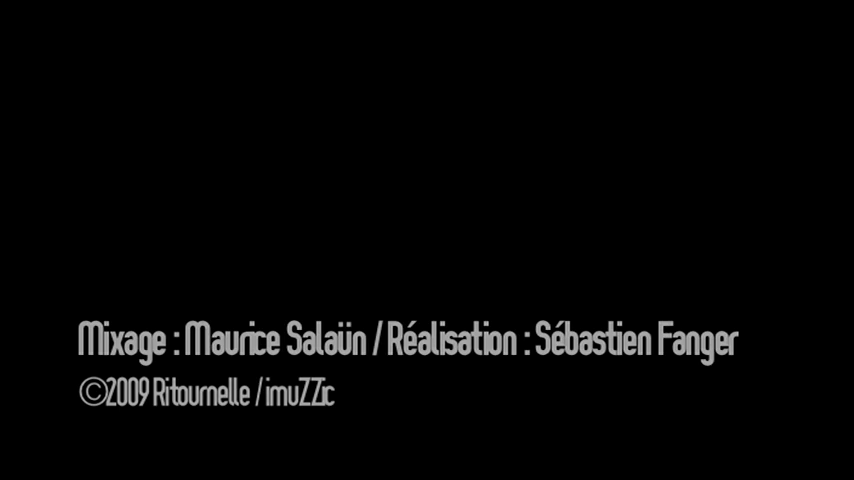 Mixage : Maurice Salaün / Réalisation : Sébastien Fanger
©2009 Ritournelle / imuZZic